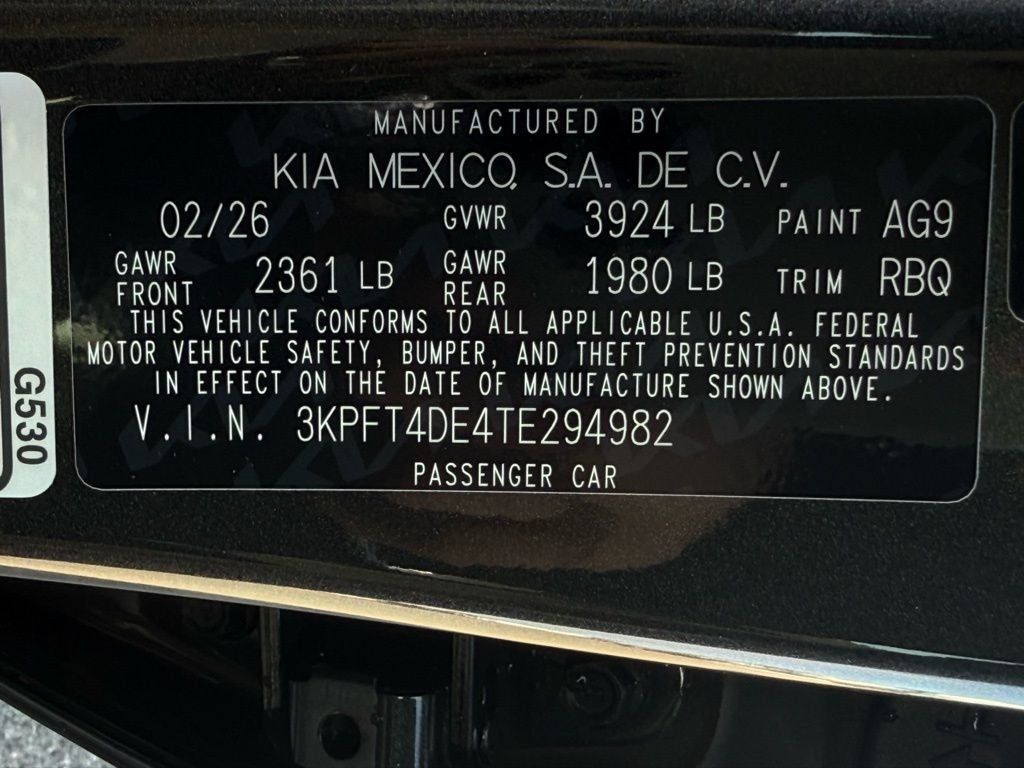 MANUFACTURED BY
KIA MEXICO, S.A. DE C.V.
02/26 GVWR 3924 LB PAINT AG9
GAWR FRONT 2361 LB GAWR REAR 1980 LB TRIM RBQ
THIS VEHICLE CONFORMS TO ALL APPLICABLE U.S.A. FEDERAL
MOTOR VEHICLE SAFETY, BUMPER, AND THEFT PREVENTION STANDARDS
IN EFFECT ON THE DATE OF MANUFACTURE SHOWN ABOVE.
V.I.N. 3KPFT4DE4TE294982
PASSENGER CAR
G530